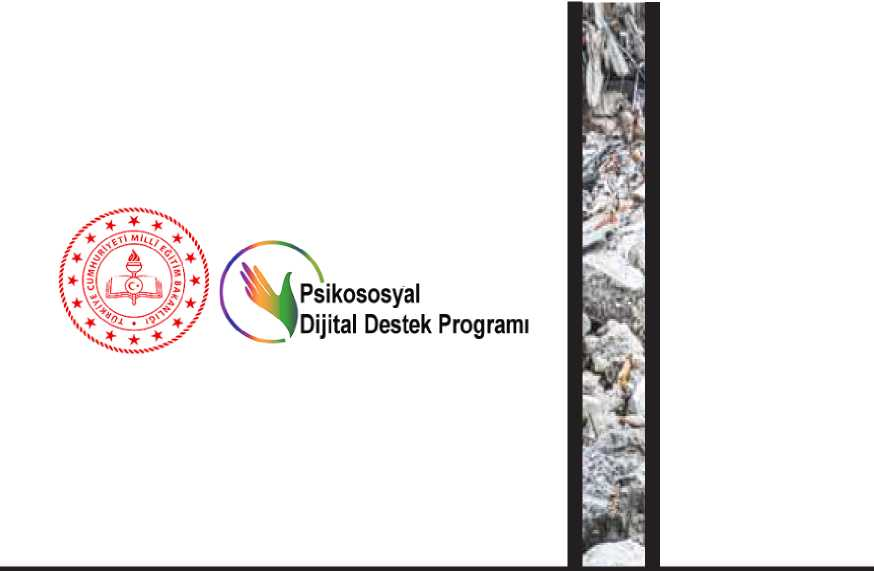 TÜRKİYE CUMHURİYETİ MİLLÎ EĞİTİM BAKANLIĞI
Psikososyal
Dijital Destek Programı